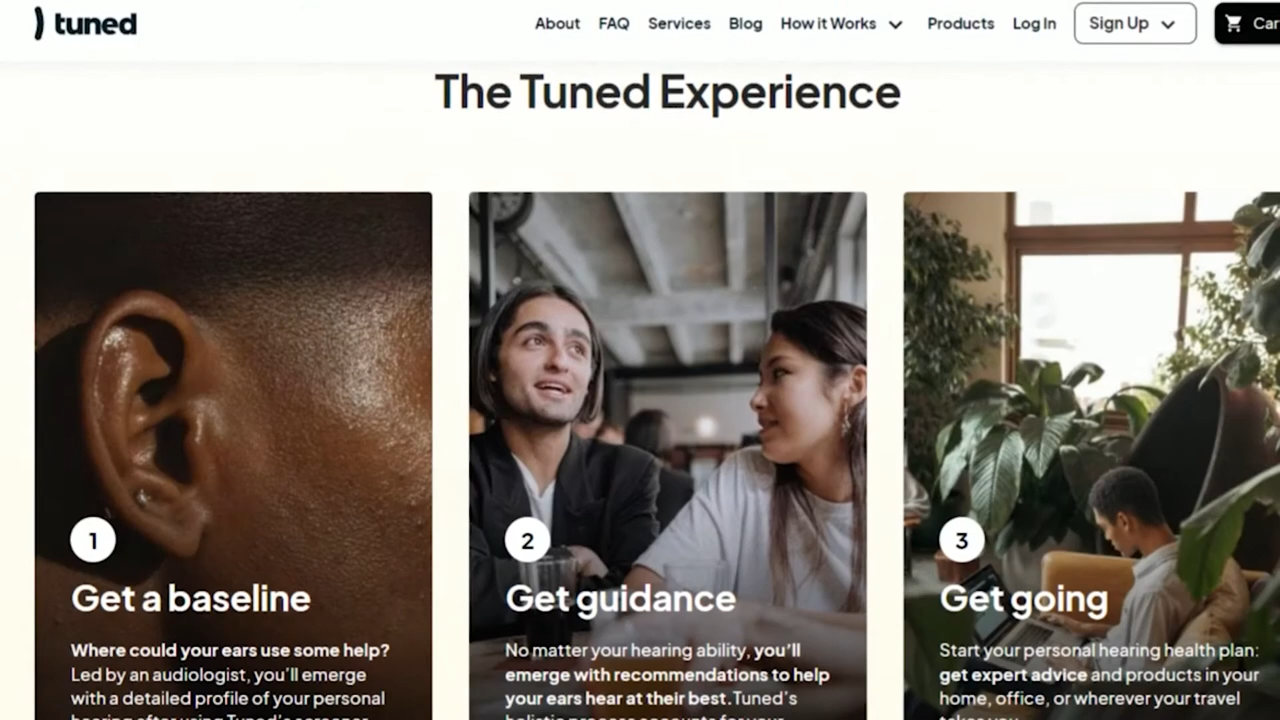 tuned
About FAQ Services Blog How it Works Products Log In Sign Up Car
The Tuned Experience
1
Get a baseline
Where could your ears use some help?
Led by an audiologist, you'll emerge
with a detailed profile of your personal
2
Get guidance
No matter your hearing ability, you'll
emerge with recommendations to help
your ears hear at their best. Tuned's
3
Get going
Start your personal hearing health plan:
get expert advice and products in your
home, office, or wherever your travel